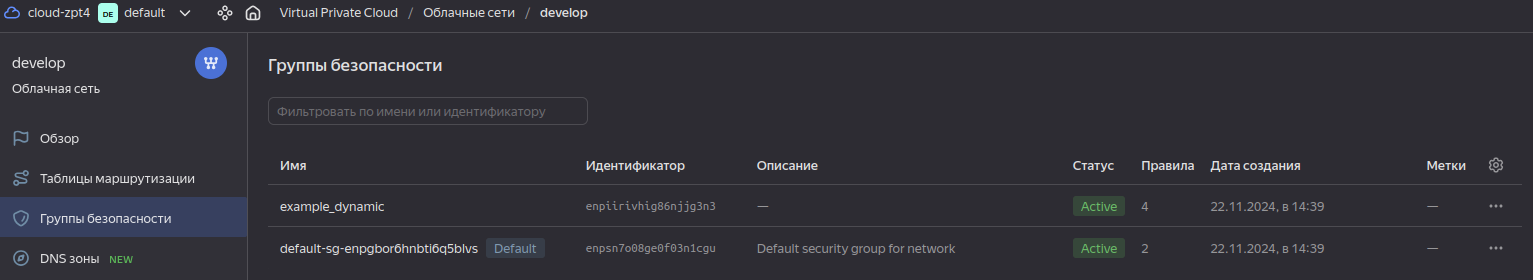 cloud-zpt4 DE default Virtual Private Cloud / Облачные сети / develop
develop
Облачная сеть
Обзор
Таблицы маршрутизации
Группы безопасности
DNS зоны NEW
Группы безопасности
Фильтровать по имени или идентификатору
Имя Идентификатор Описание Статус Правила Дата создания Метки
example_dynamic enpiirivhig86njjg3n3 — Active 4 22.11.2024, в 14:39 —
default-sg-enpgbor6hnbti6q5blvs Default enpsn7o08ge0f03n1cgu Default security group for network Active 2 22.11.2024, в 14:39 —